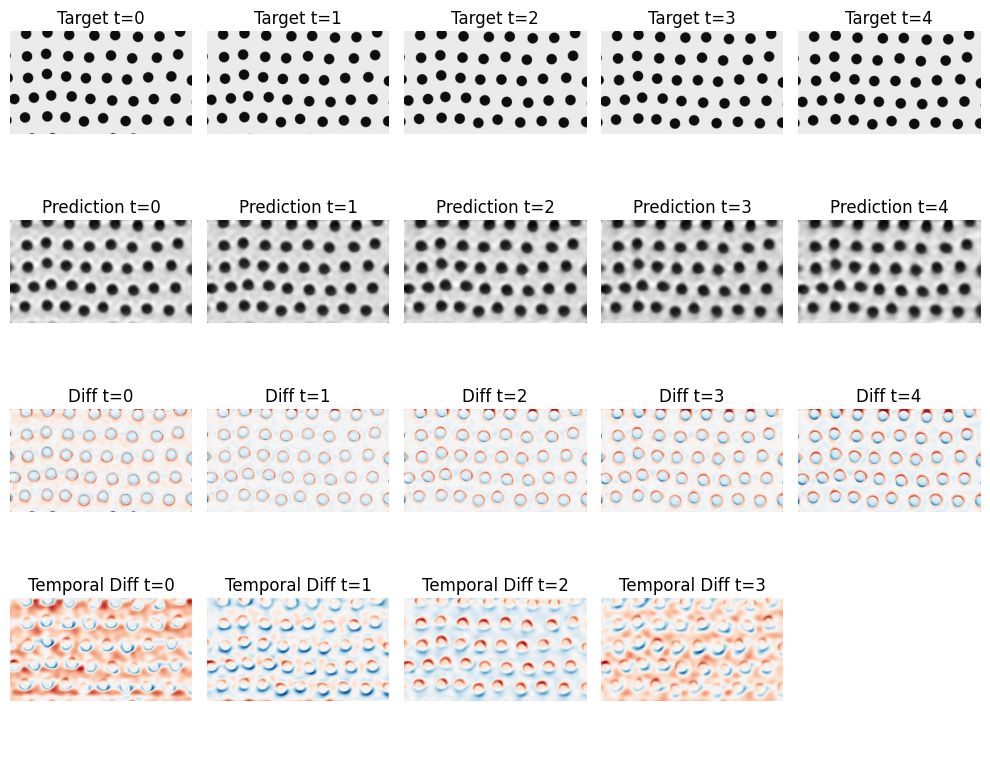 Target t=0 Target t=1 Target t=2 Target t=3 Target t=4
Prediction t=0 Prediction t=1 Prediction t=2 Prediction t=3 Prediction t=4
Diff t=0 Diff t=1 Diff t=2 Diff t=3 Diff t=4
Temporal Diff t=0 Temporal Diff t=1 Temporal Diff t=2 Temporal Diff t=3